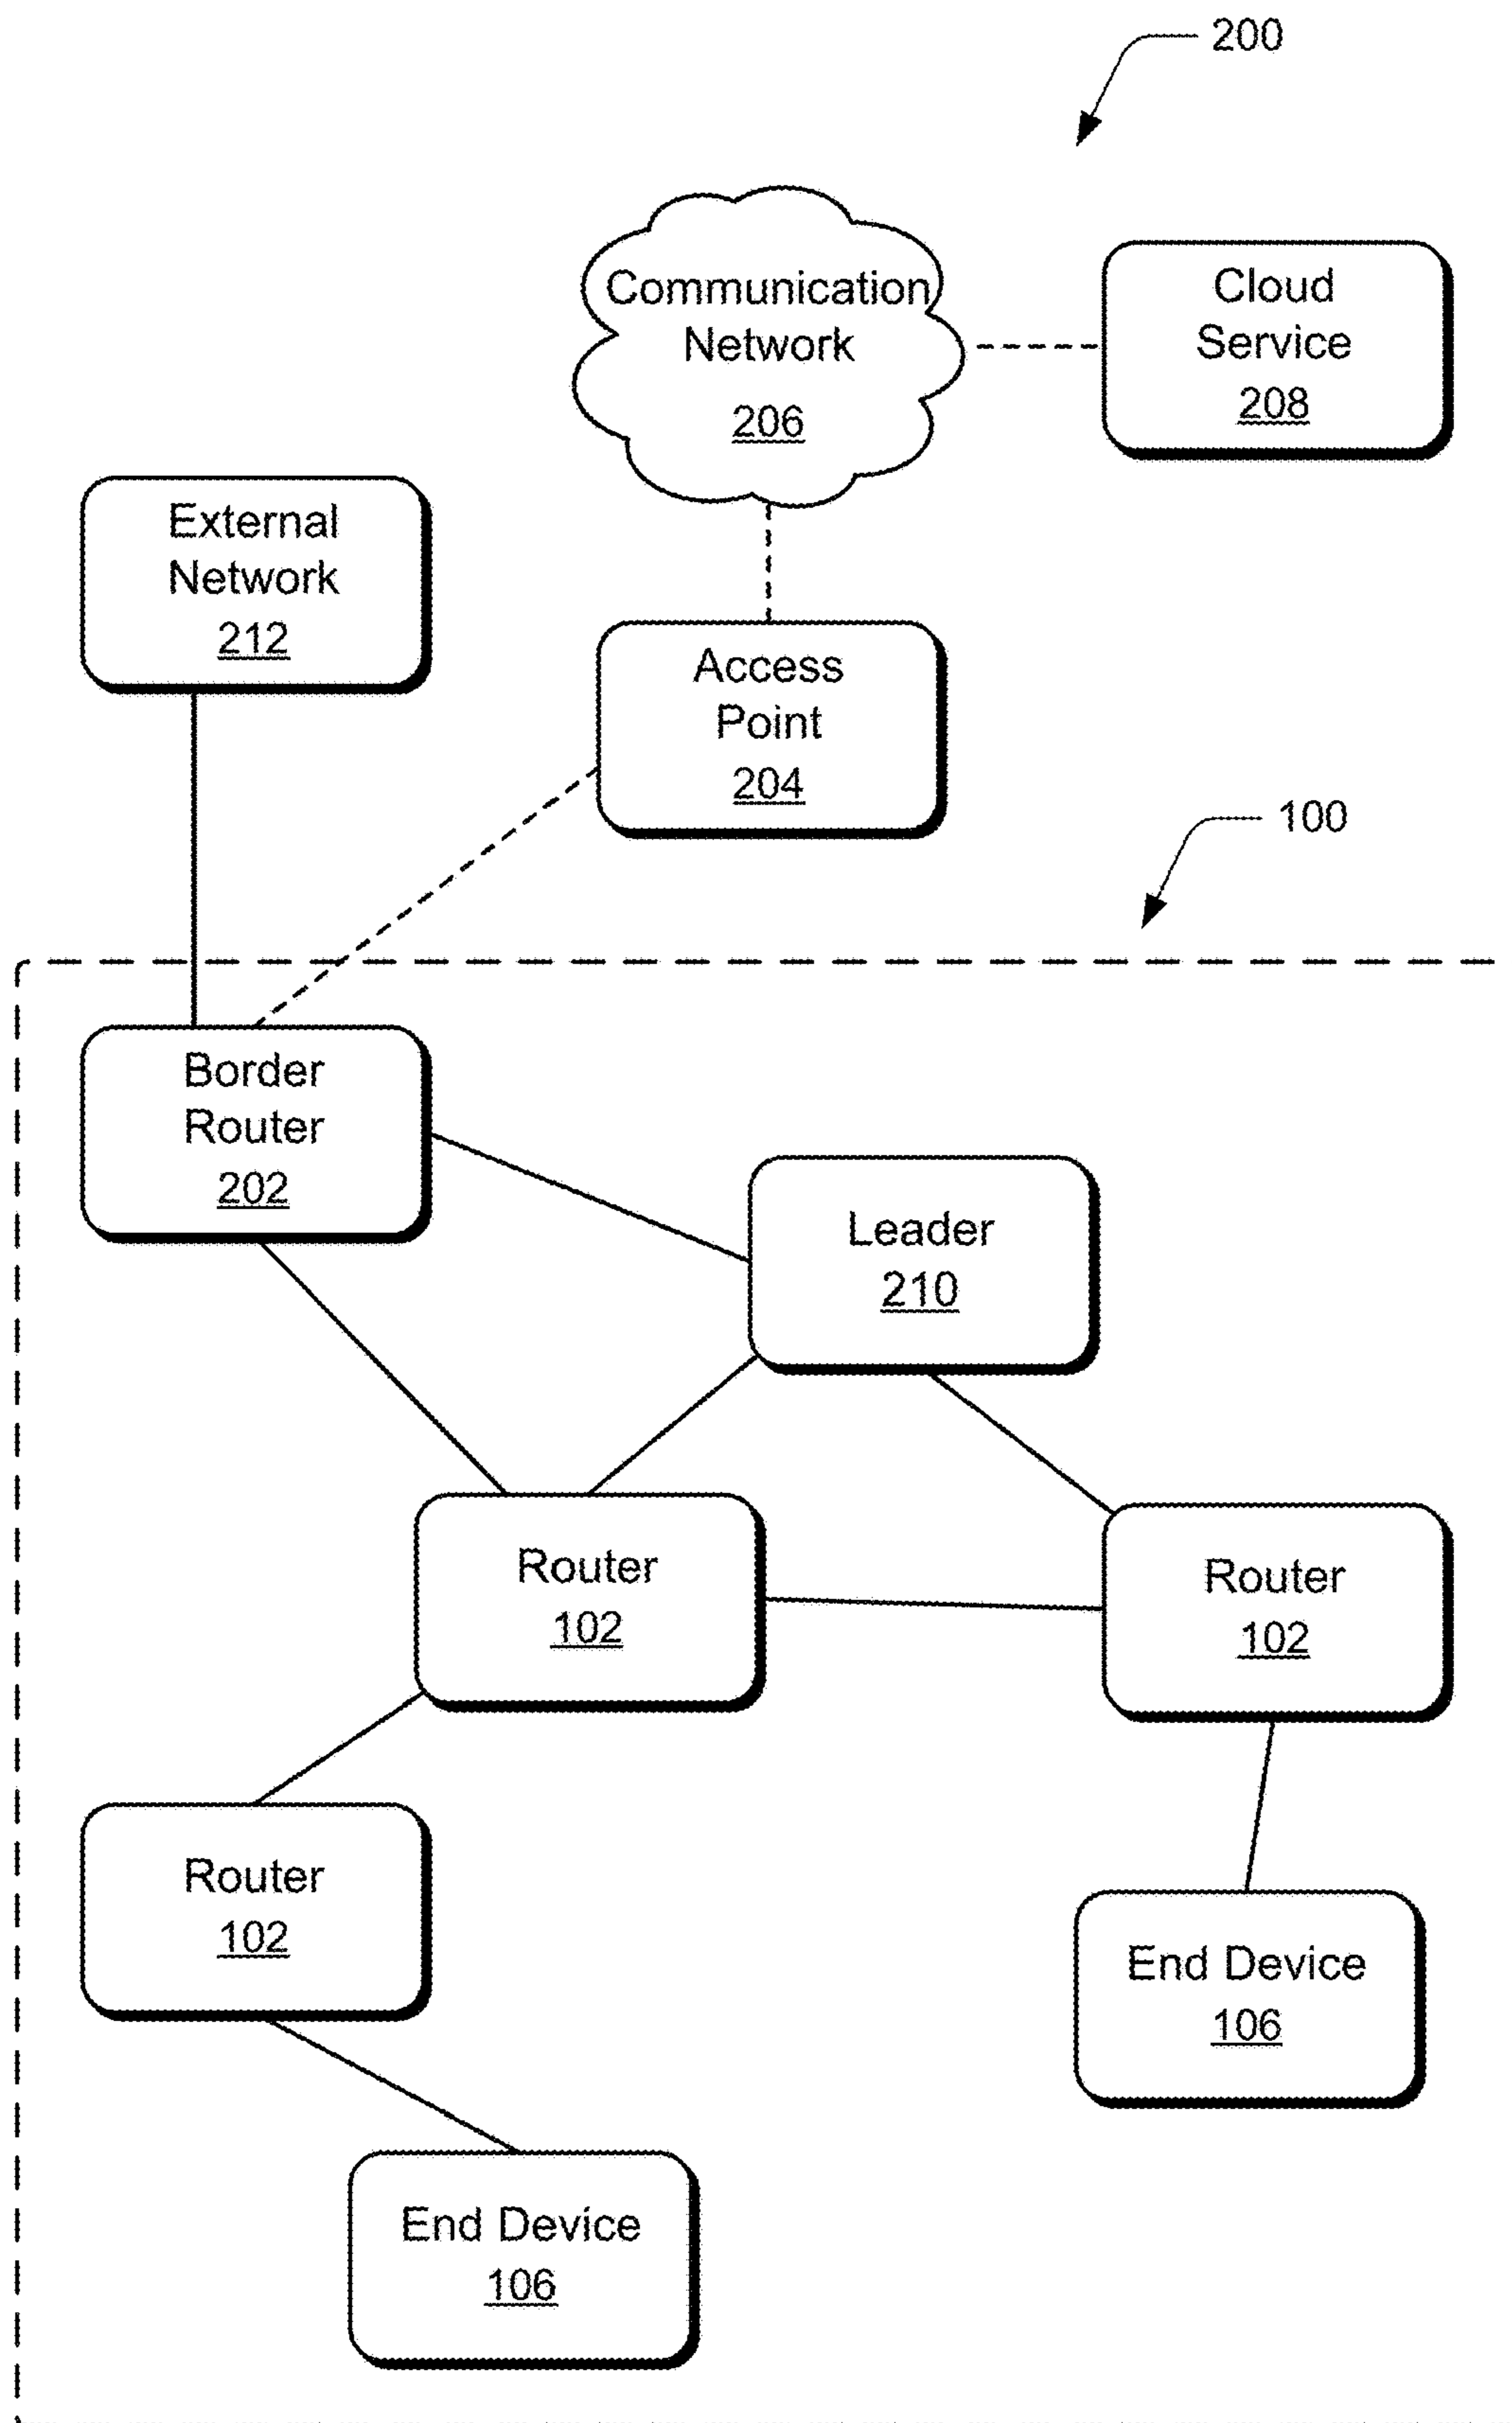 200
Communication
Network
206
Cloud
Service
208
External
Network
212
Access
Point
204
100
Border
Router
202
Leader
210
Router
102
Router
102
Router
102
End Device
106
End Device
106